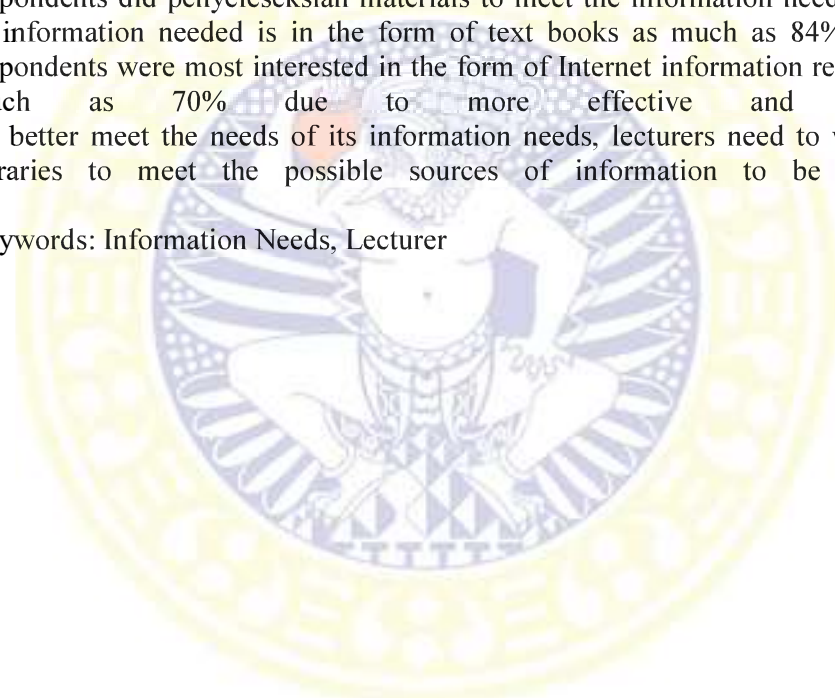 pondents did penyeleseksian materials to meet the information need
information needed is in the form of text books as much as 84%
pondents were most interested in the form of Internet information re
ch as 70% due to more effective and
better meet the needs of its information needs, lecturers need to
raries to meet the possible sources of information to be
ywords: Information Needs, Lecturer